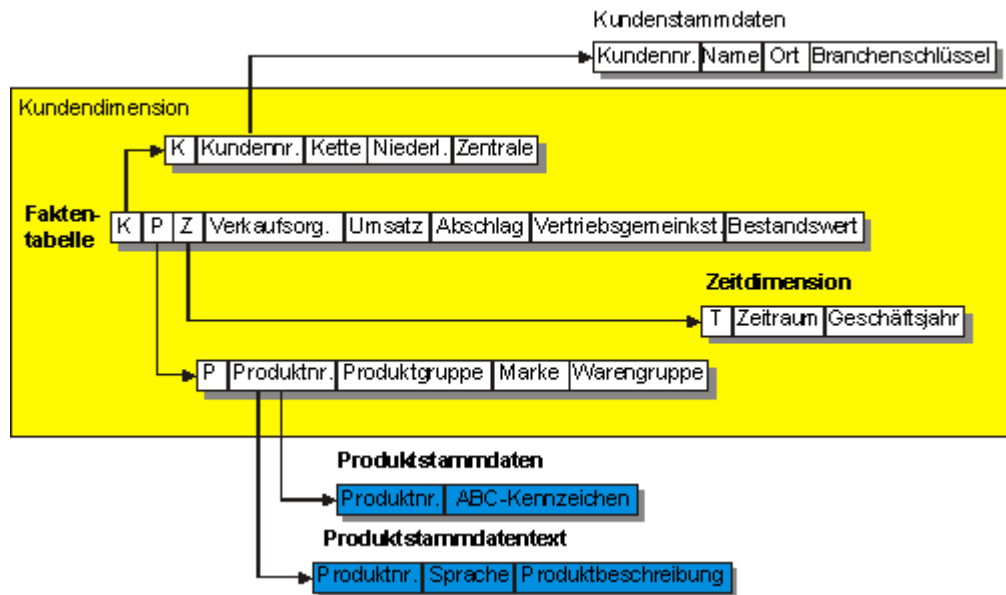 Kundenstammdaten
Kundennr. Name Ort Branchenschlüssel
Kundendimension
K Kundennr. Kette Niederl. Zentrale
Fakten-
tabelle
K P Z Verkaufsorg. Umsatz Abschlag Vertriebsgemeinkst. Bestandswert
Zeitdimension
T Zeitraum Geschäftsjahr
P Produktnr. Produktgruppe Marke Warengruppe
Produktstammdaten
Produktnr. ABC-Kennzeichen
Produktstammdatentext
Produktnr. Sprache Produktbeschreibung